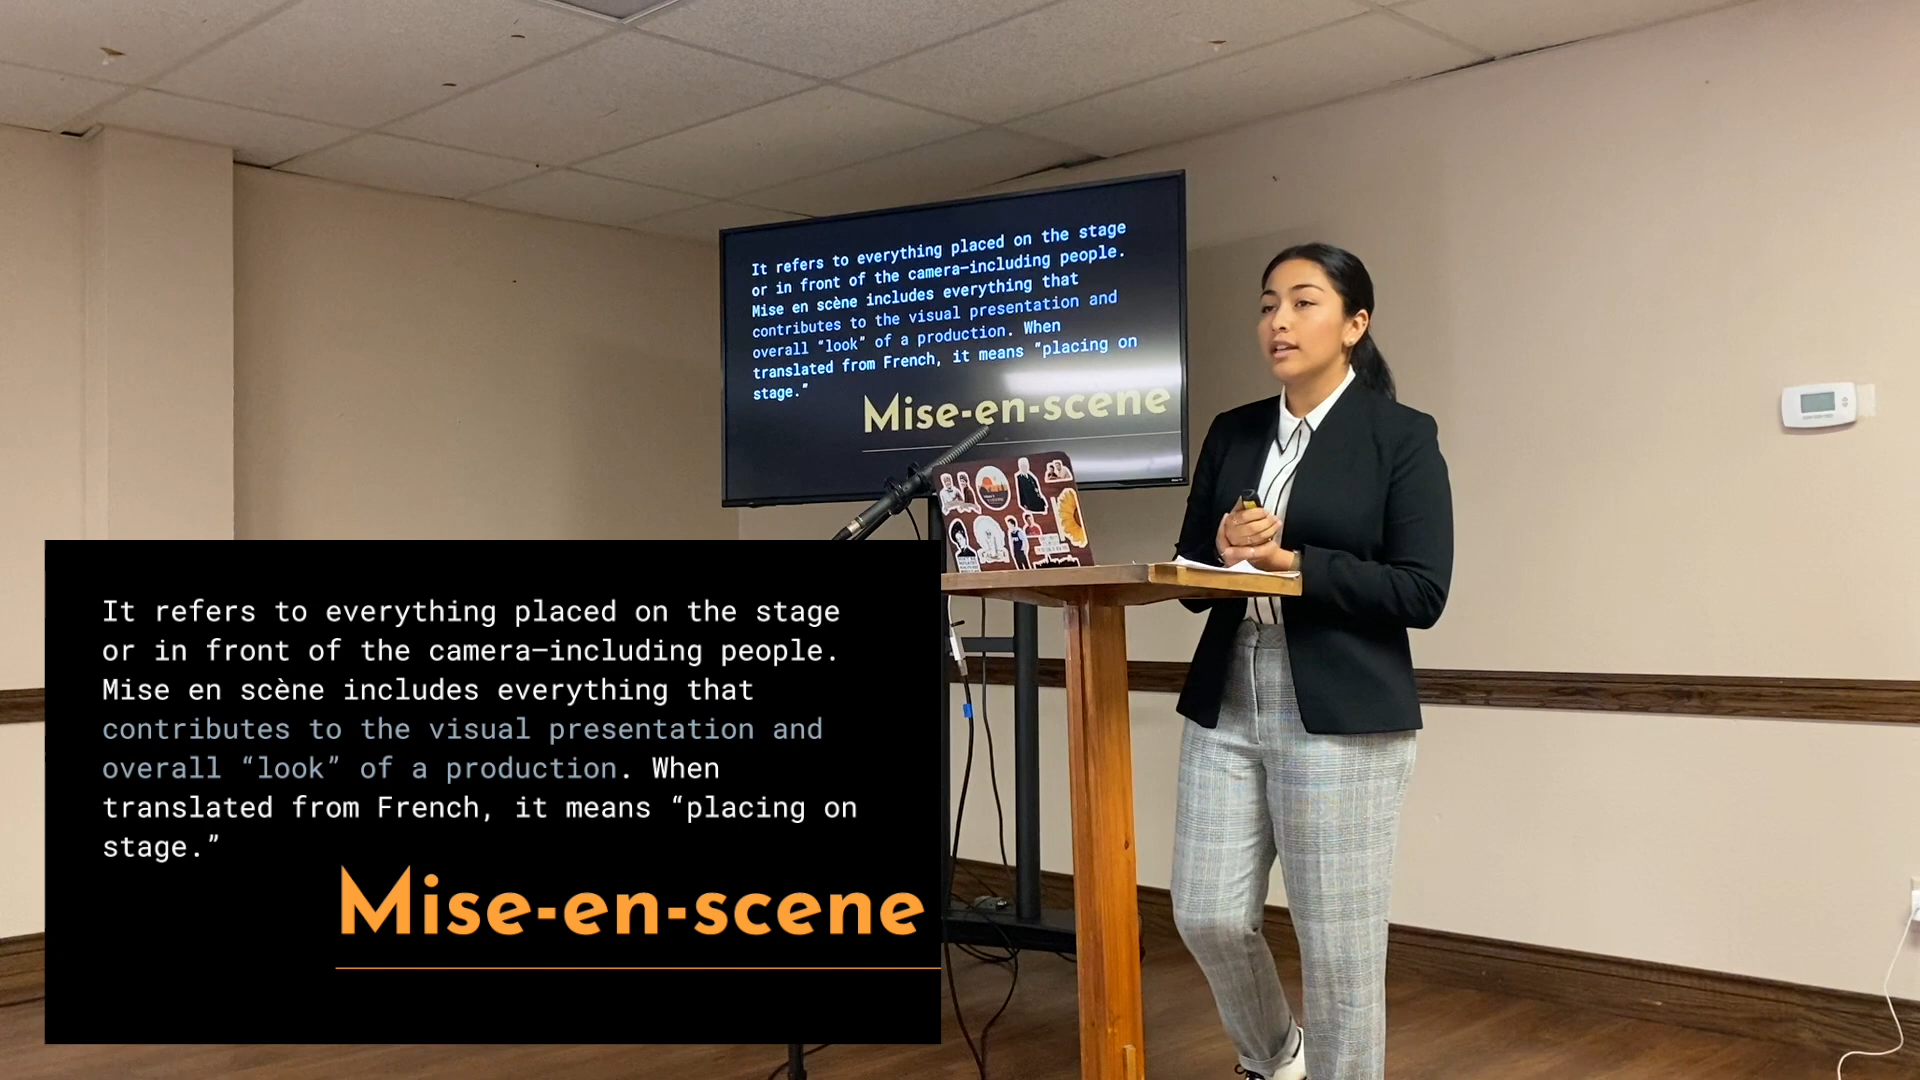 It refers to everything placed on the stage
or in front of the camera—including people.
Mise en scène includes everything that
contributes to the visual presentation and
overall “look” of a production. When
translated from French, it means “placing on
stage.”
Mise-en-scene
It refers to everything placed on the stage
or in front of the camera—including people.
Mise en scène includes everything that
contributes to the visual presentation and
overall “look” of a production. When
translated from French, it means “placing on
stage.”
Mise-en-scene